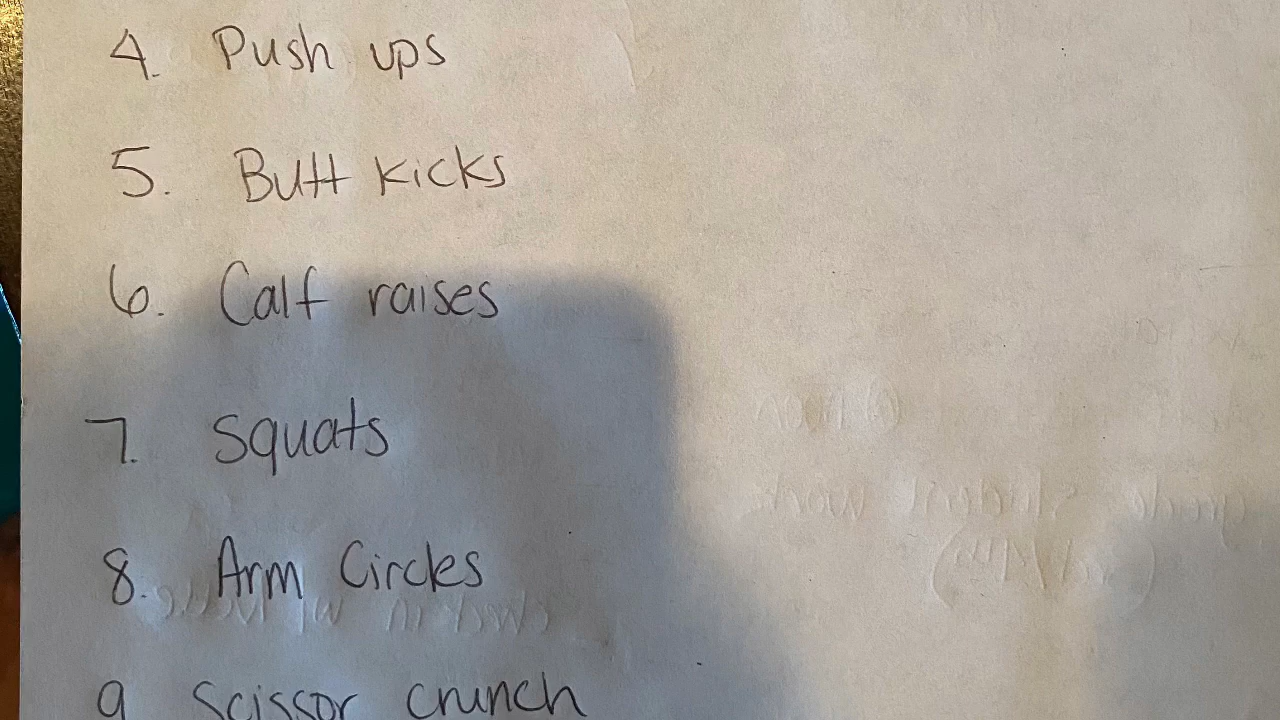 4. Push ups
5. Butt kicks
6. Calf raises
7. Squats
8. Arm Circles
9 Scissor crunch